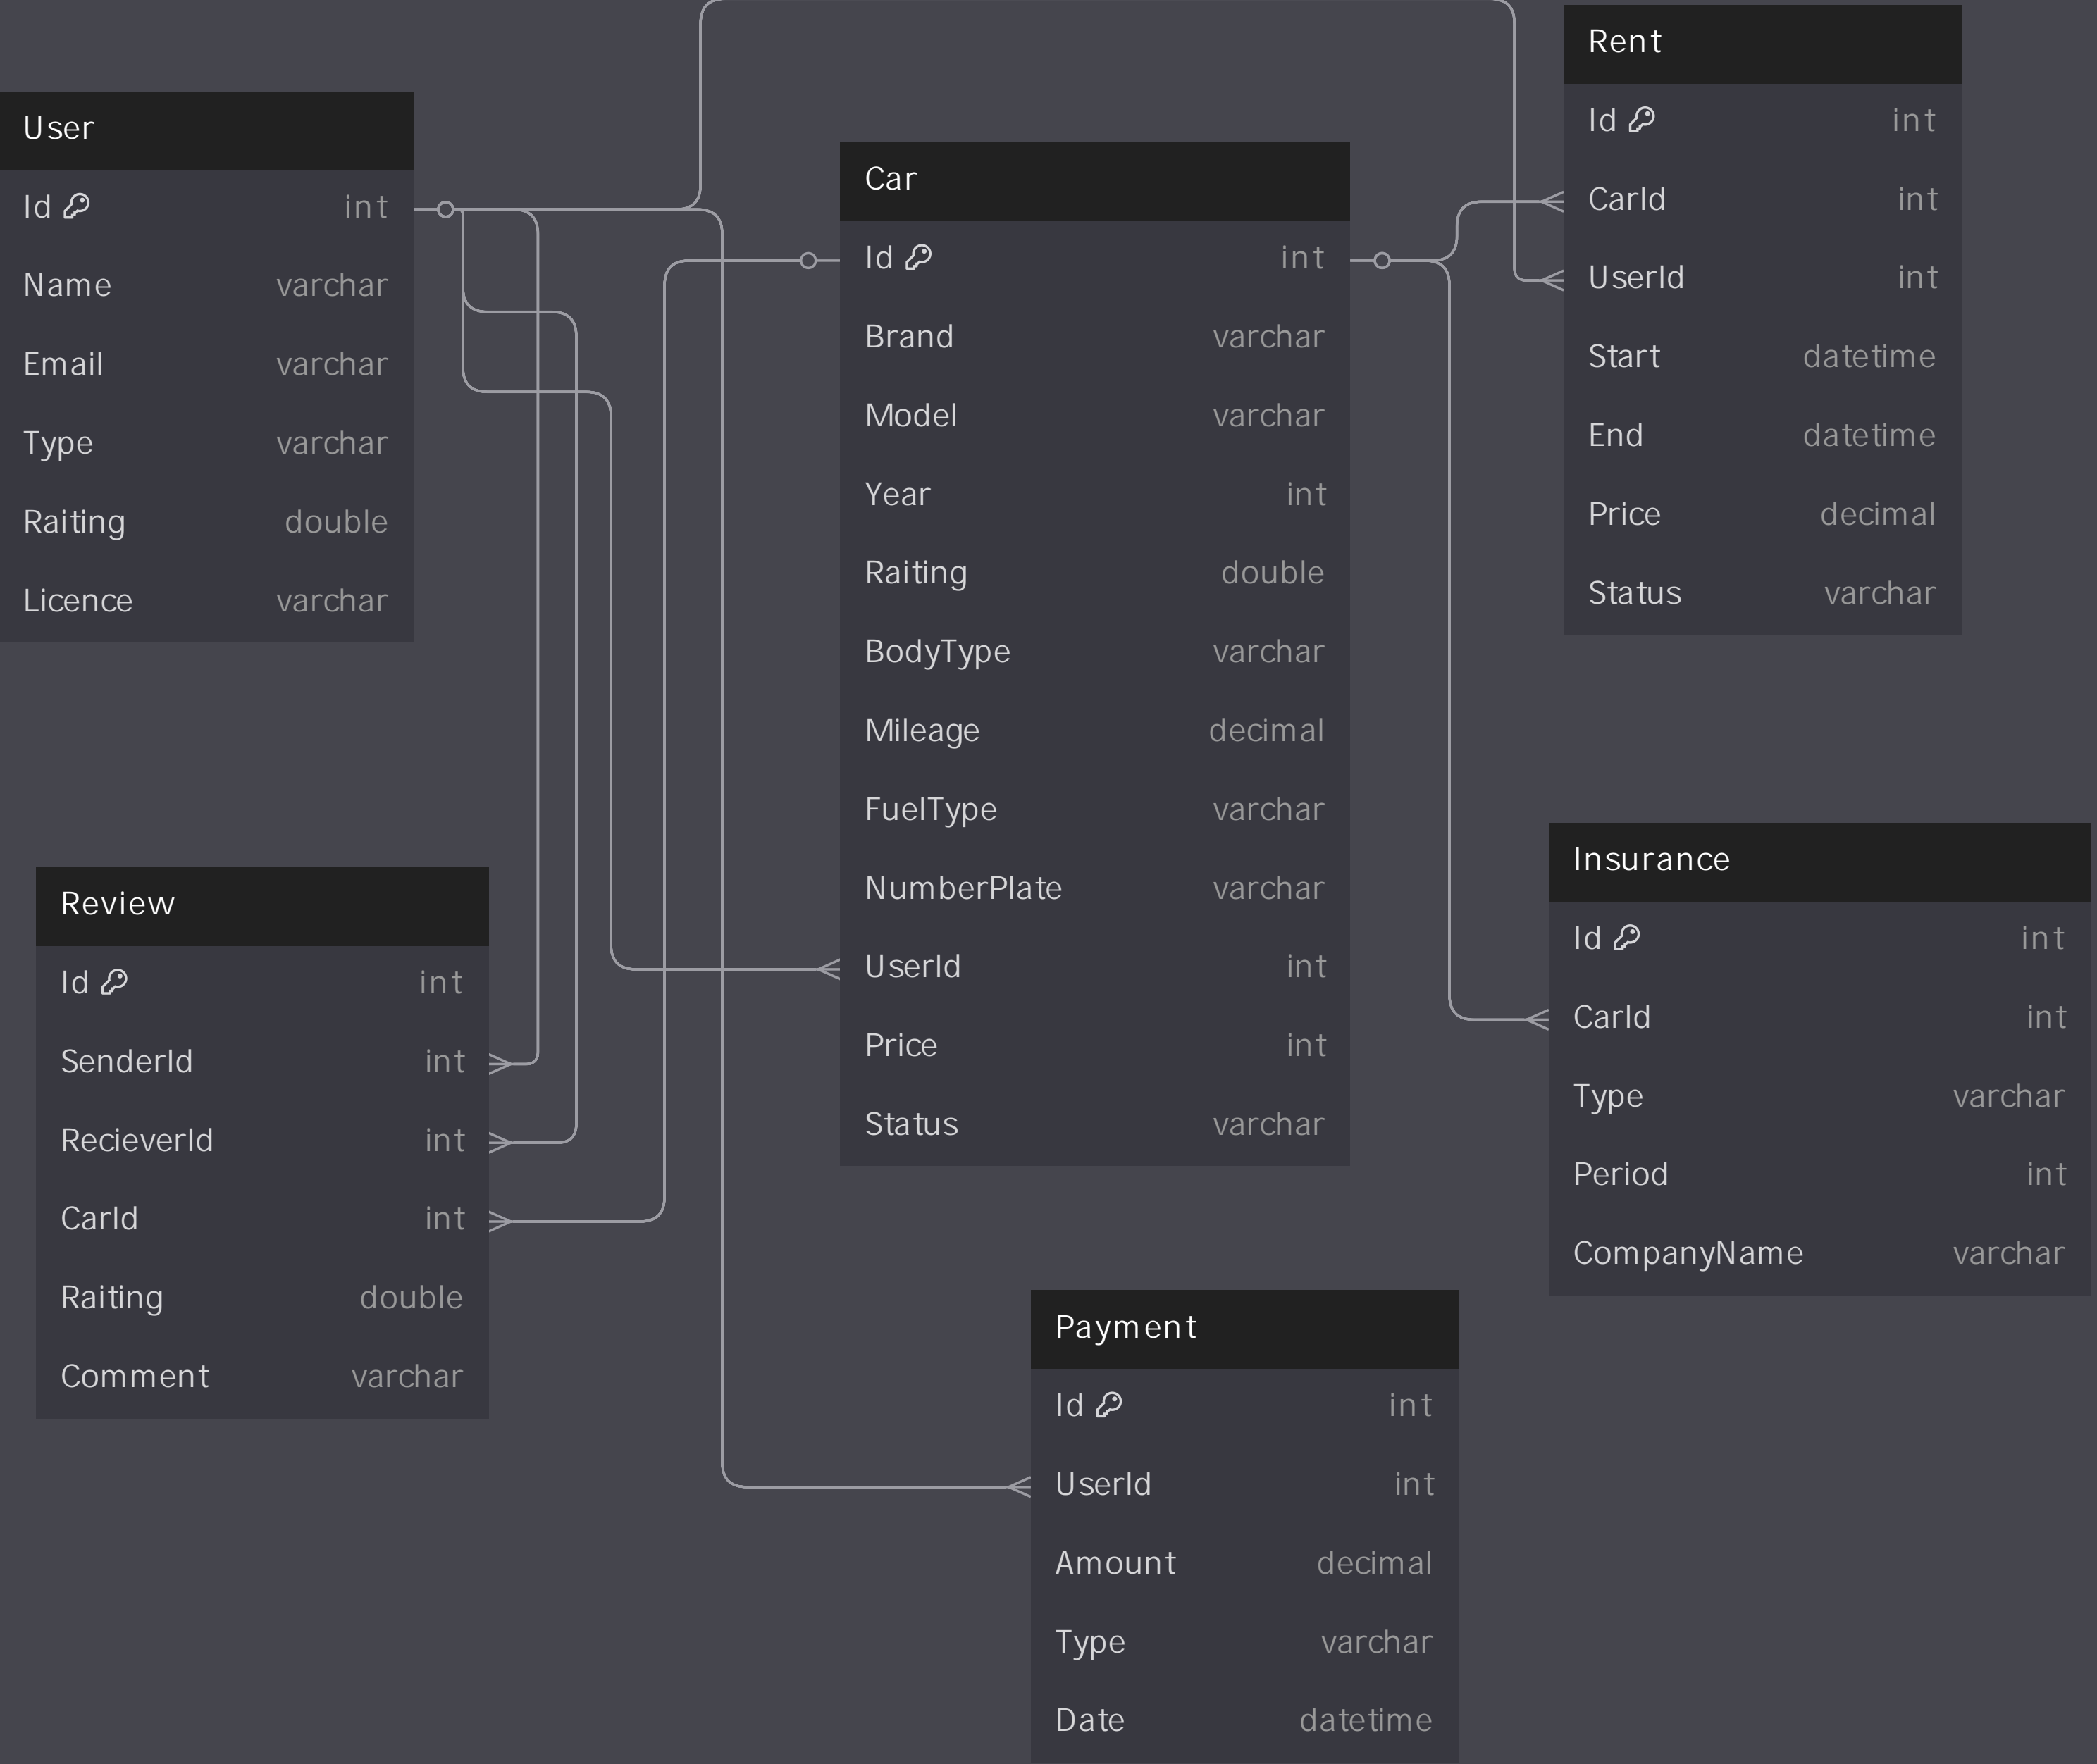 User
Id int
Name varchar
Email varchar
Type varchar
Raiting double
Licence varchar
Car
Id int
Brand varchar
Model varchar
Year int
Raiting double
BodyType varchar
Mileage decimal
FuelType varchar
NumberPlate varchar
UserId int
Price int
Status varchar
Rent
Id int
CarId int
UserId int
Start datetime
End datetime
Price decimal
Status varchar
Review
Id int
SenderId int
RecieverId int
CarId int
Raiting double
Comment varchar
Insurance
Id int
CarId int
Type varchar
Period int
CompanyName varchar
Payment
Id int
UserId int
Amount decimal
Type varchar
Date datetime